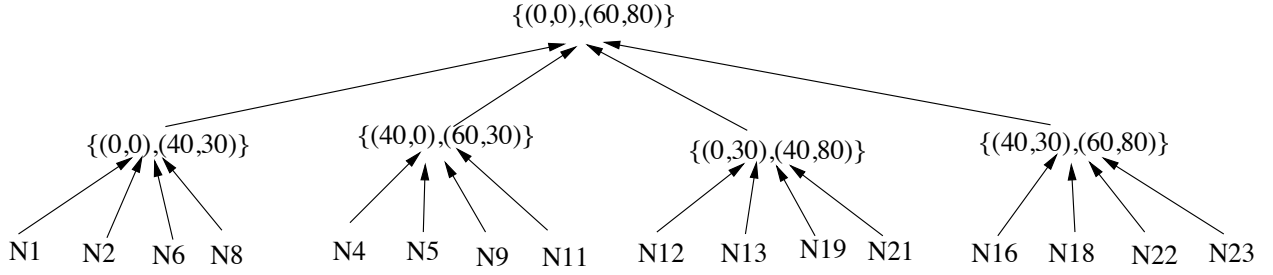 {(0,0),(60,80)}
{(0,0),(40,30)} {(40,0),(60,30)} {(0,30),(40,80)} {(40,30),(60,80)}
N1 N2 N6 N8 N4 N5 N9 N11 N12 N13 N19 N21 N16 N18 N22 N23